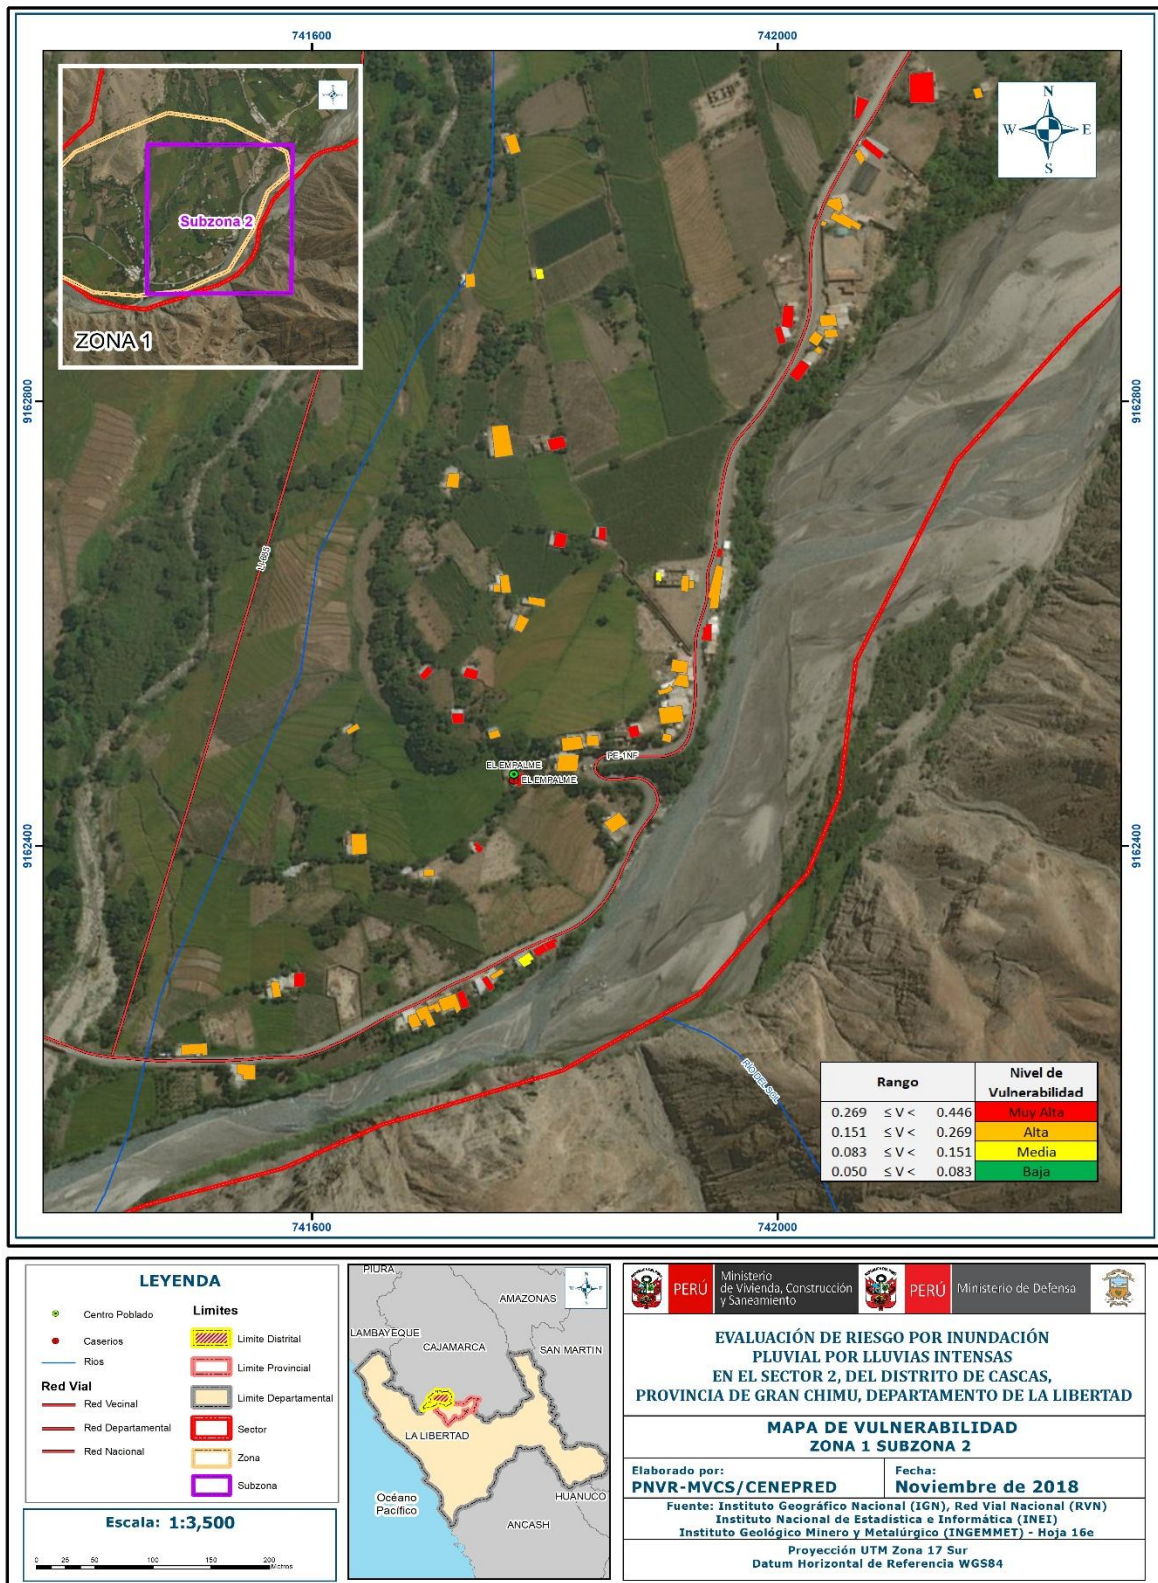 741600
742000
Subzona 2
ZONA 1
N
W
E
S
9162800
9162800
PE-1NF
EL EMPALME
EL EMPALME
9162400
9162400
RÍO DEL SOL
Rango
Nivel de
Vulnerabilidad
0.269 ≤ V < 0.446 Muy Alta
0.151 ≤ V < 0.269 Alta
0.083 ≤ V < 0.151 Media
0.050 ≤ V < 0.083 Baja
741600
742000
LEYENDA
Centro Poblado
Caserios
Rios
Red Vial
Red Vecinal
Red Departamental
Red Nacional
Limites
Limite Distrital
Limite Provincial
Limite Departamental
Sector
Zona
Subzona
Escala: 1:3,500
0 25 50 100 150 200
Metros
PIURA
AMAZONAS
LAMBAYEQUE
CAJAMARCA
SAN MARTIN
LA LIBERTAD
Océano
Pacífico
HUANUCO
ANCASH
PERÚ
Ministerio
de Vivienda, Construcción
y Saneamiento
PERÚ
Ministerio de Defensa
EVALUACIÓN DE RIESGO POR INUNDACIÓN
PLUVIAL POR LLUVIAS INTENSAS
EN EL SECTOR 2, DEL DISTRITO DE CASCAS,
PROVINCIA DE GRAN CHIMU, DEPARTAMENTO DE LA LIBERTAD
MAPA DE VULNERABILIDAD
ZONA 1 SUBZONA 2
Elaborado por:
PNVR-MVCS/CENEPRED
Fecha:
Noviembre de 2018
Fuente: Instituto Geográfico Nacional (IGN), Red Vial Nacional (RVN)
Instituto Nacional de Estadística e Informática (INEI)
Instituto Geológico Minero y Metalúrgico (INGEMMET) - Hoja 16e
Proyección UTM Zona 17 Sur
Datum Horizontal de Referencia WGS84